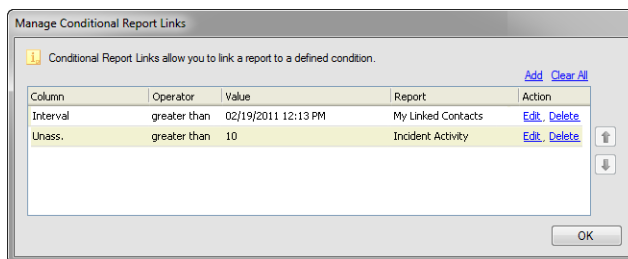 Manage Conditional Report Links
Conditional Report Links allow you to link a report to a defined condition.
Add Clear All
Column Operator Value Report Action
Interval greater than 02/19/2011 12:13 PM My Linked Contacts Edit , Delete
Unass. greater than 10 Incident Activity Edit , Delete
OK